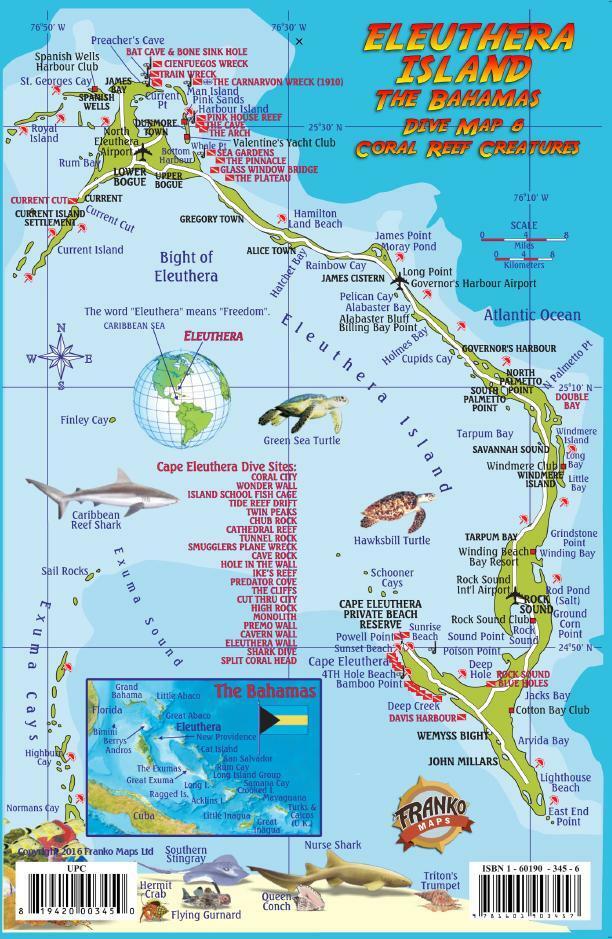 76°50' W
76°30' W
ELEUTHERA
ISLAND
THE BAHAMAS
DIVE MAP &
CORAL REEF CREATURES
Preacher's Cave
BAT CAVE & BONE SINK HOLE
CIENFUEGOS WRECK
TRAIN WRECK
THE CARNARVON WRECK (1910)
Spanish Wells
Harbour Club
St. Georges Cay
JAMES
BAY
SPANISH
WELLS
Current
Pt
Man Island
Pink Sands
Harbour Island
PINK HOUSE REEF
THE CAVE
THE ARCH
DUNMORE
TOWN
25°30' N
Royal
Island
North
Eleuthera
Airport
Valentine's Yacht Club
Bottom
Harbour
Whale Pt
SEA GARDENS
THE PINNACLE
GLASS WINDOW BRIDGE
THE PLATEAU
Rum Bay
LOWER
BOGUE
UPPER
BOGUE
76°10' W
CURRENT CUT
CURRENT
CURRENT ISLAND
SETTLEMENT
Current Cut
Current Island
GREGORY TOWN
Hamilton
Land Beach
SCALE
8 0 4 8
Miles
4 0 4 8
Kilometers
Bight of
Eleuthera
ALICE TOWN
Hatchet Bay
Rainbow Cay
JAMES CISTERN
James Point
Moray Pond
Long Point
Governor's Harbour Airport
Pelican Cay
Alabaster Bay
Alabaster Bluff
Billing Bay Point
Atlantic Ocean
The word "Eleuthera" means "Freedom".
CARIBBEAN SEA
ELEUTHERA
Eleuthera Island
Holmes Bay
Cupids Cay
GOVERNOR'S HARBOUR
N
W E
S
NORTH
PALMETTO
POINT
N Palmetto Pt
SOUTH
PALMETTO
POINT
25°10' N
DOUBLE
BAY
Finley Cay
Green Sea Turtle
Tarpum Bay
Windmere
Island
SAVANNAH SOUND
Long
Bay
Windmere Club
WINDMERE
ISLAND
Little
Bay
Caribbean
Reef Shark
Cape Eleuthera Dive Sites:
CORAL CITY
WONDER WALL
ISLAND SCHOOL FISH CAGE
TIDE REEF DRIFT
TWIN PEAKS
CHUB ROCK
CATHEDRAL REEF
TUNNEL ROCK
SMUGGLERS PLANE WRECK
CAVE ROCK
HOLE IN THE WALL
IKE'S REEF
PREDATOR COVE
THE CLIFFS
CUT THRU CITY
HIGH ROCK
MONOLITH
PREMO WALL
CAVERN WALL
ELEUTHERA WALL
SHARK DIVE
SPLIT CORAL HEAD
Hawksbill Turtle
TARPUM BAY
Grindstone
Point
Winding Beach
Bay Resort
Winding Bay
Exuma Sound
Sail Rocks
Exuma Cays
Schooner
Cays
Rock Sound
Int'l Airport
Rod Pond
(Salt)
ROCK
SOUND
CAPE ELEUTHERA
PRIVATE BEACH
RESERVE
Rock Sound Club
Ground
Corn
Point
Rock
Sound
Powell Point
Sunrise
Beach
Sound Point
Sunset Beach
Poison Point
24°50' N
Cape Eleuthera
4TH Hole Beach
Bamboo Point
Deep
Hole
ROCK SOUND
BLUE HOLES
Jacks Bay
Deep Creek
DAVIS HARBOUR
Cotton Bay Club
WEMYSS BIGHT
Arvida Bay
JOHN MILLARS
Lighthouse
Beach
East End
Point
Highbury
Cay
Normans Cay
The Bahamas
Grand
Bahama
Little Abaco
Florida
Great Abaco
Eleuthera
Bimini
New Providence
Berrys
Andros
Cat Island
San Salvador
Rum Cay
The Exumas
Long Island Group
Great Exuma
Samana Cay
Long I.
Crooked I.
Ragged Is.
Acklins I.
Mayaguana
Cuba
Little Inagua
Turks &
Caicos
(U.K.)
Great
Inagua
FRANKO
MAPS
Copyright 2016 Franko Maps Ltd
UPC
8 19420 00345 0
Southern
Stingray
Nurse Shark
Hermit
Crab
Flying Gurnard
Queen
Conch
Triton's
Trumpet
ISBN 1 - 60190 - 345 - 6
9 781601 903457